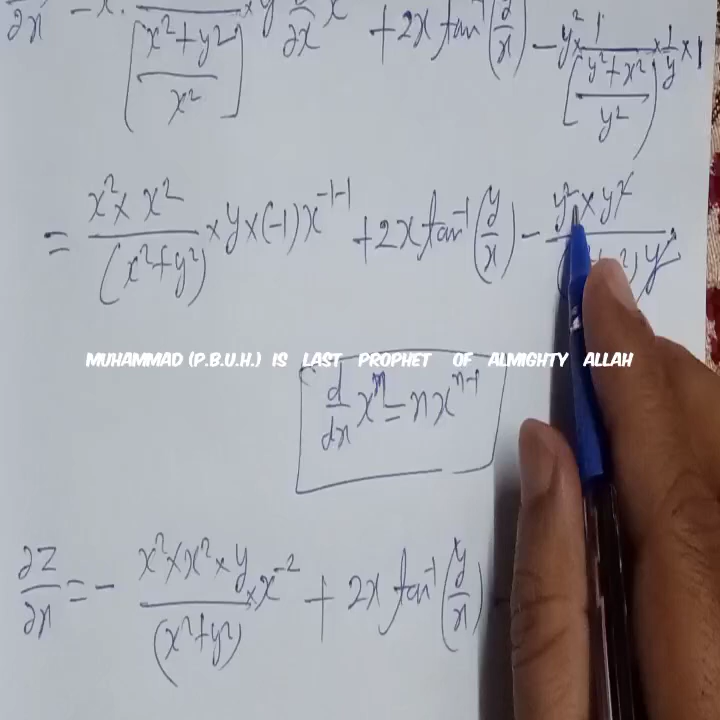 ∂x - x² · [x²+y² / x²] × y ∂/∂x x + 2x tan⁻¹(y/x) - y² × 1/[y²+x² / y²] × 1/y × 1
= x² × x² / (x²+y²) × y × (-1) x⁻¹⁻¹ + 2x tan⁻¹(y/x) - y² × y² / ( ²) y
MUHAMMAD (P.B.U.H.) IS LAST PROPHET OF ALMIGHTY ALLAH
d/dx xⁿ = nxⁿ⁻¹
∂z/∂x = - x² × x² × y / (x²+y²) × x⁻² + 2x tan⁻¹(y/x)